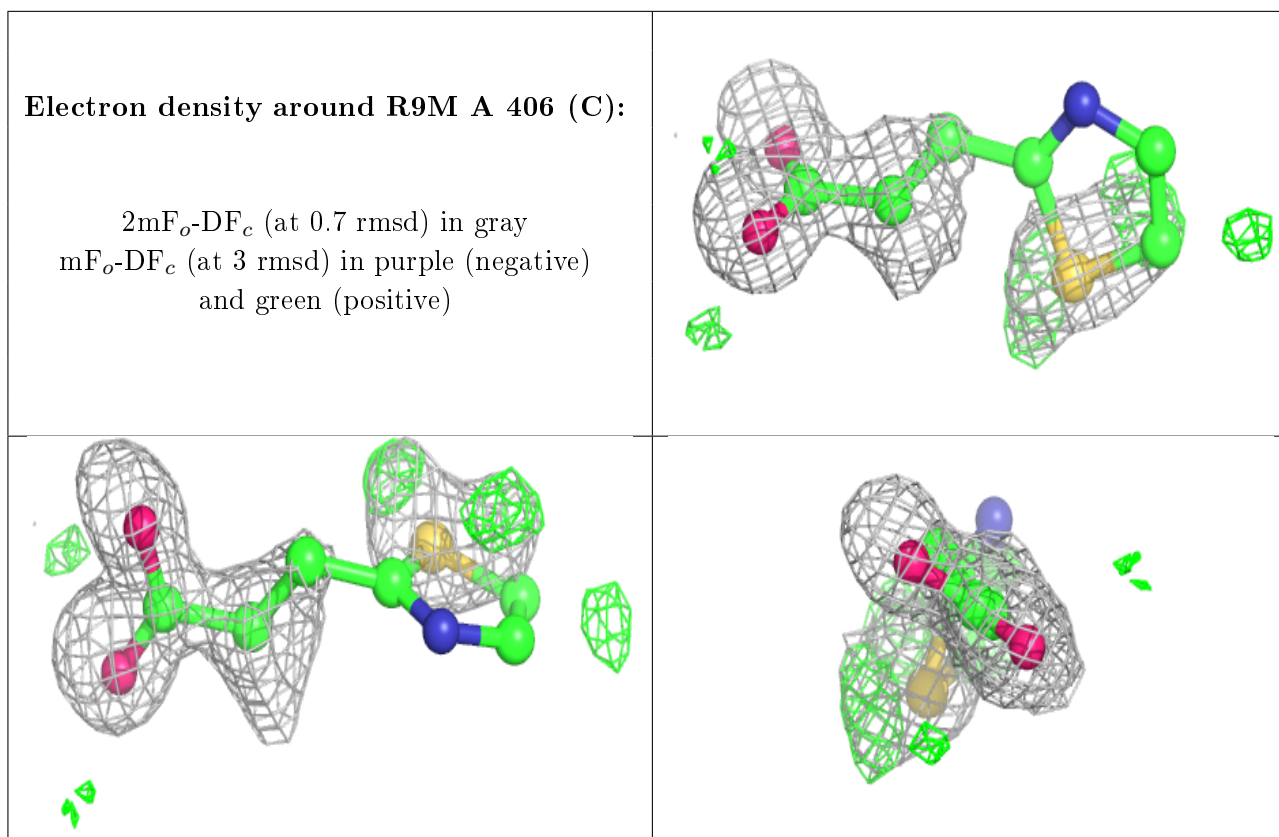 Electron density around R9M A 406 (C):
2mFo-DFc (at 0.7 rmsd) in gray
mFo-DFc (at 3 rmsd) in purple (negative)
and green (positive)